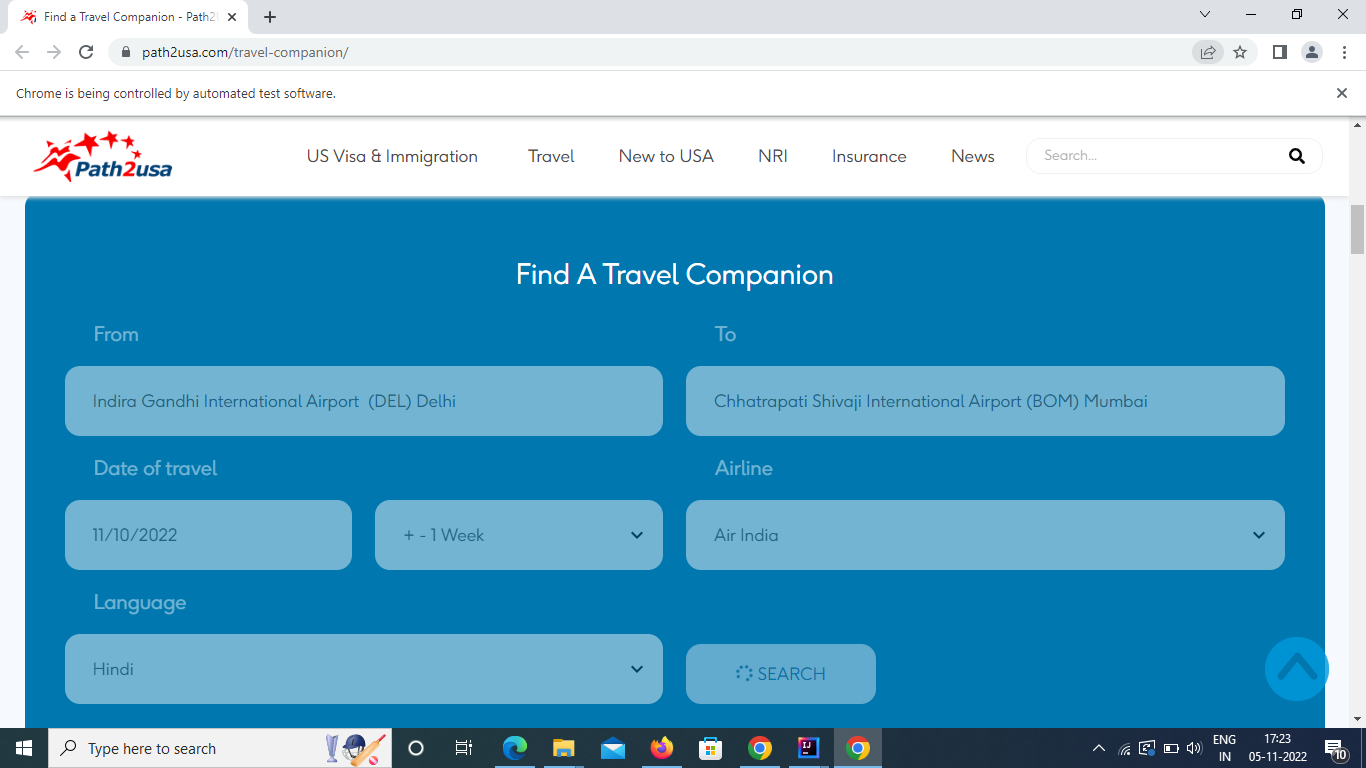 Find a Travel Companion - Path2U
path2usa.com/travel-companion/
Chrome is being controlled by automated test software.
Path2usa
US Visa & Immigration
Travel
New to USA
NRI
Insurance
News
Search...
Find A Travel Companion
From
To
Indira Gandhi International Airport (DEL) Delhi
Chhatrapati Shivaji International Airport (BOM) Mumbai
Date of travel
Airline
11/10/2022
+ - 1 Week
Air India
Language
Hindi
SEARCH
Type here to search
IJ
ENG
IN
17:23
05-11-2022
10